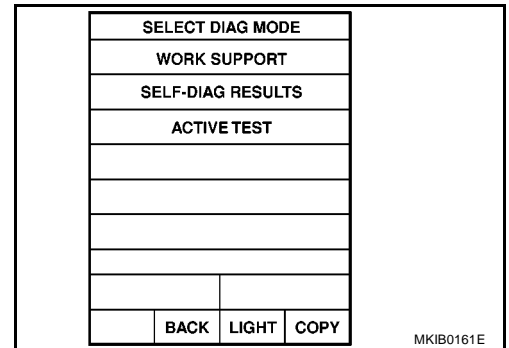 SELECT DIAG MODE
WORK SUPPORT
SELF-DIAG RESULTS
ACTIVE TEST
BACK LIGHT COPY
MKIB0161E